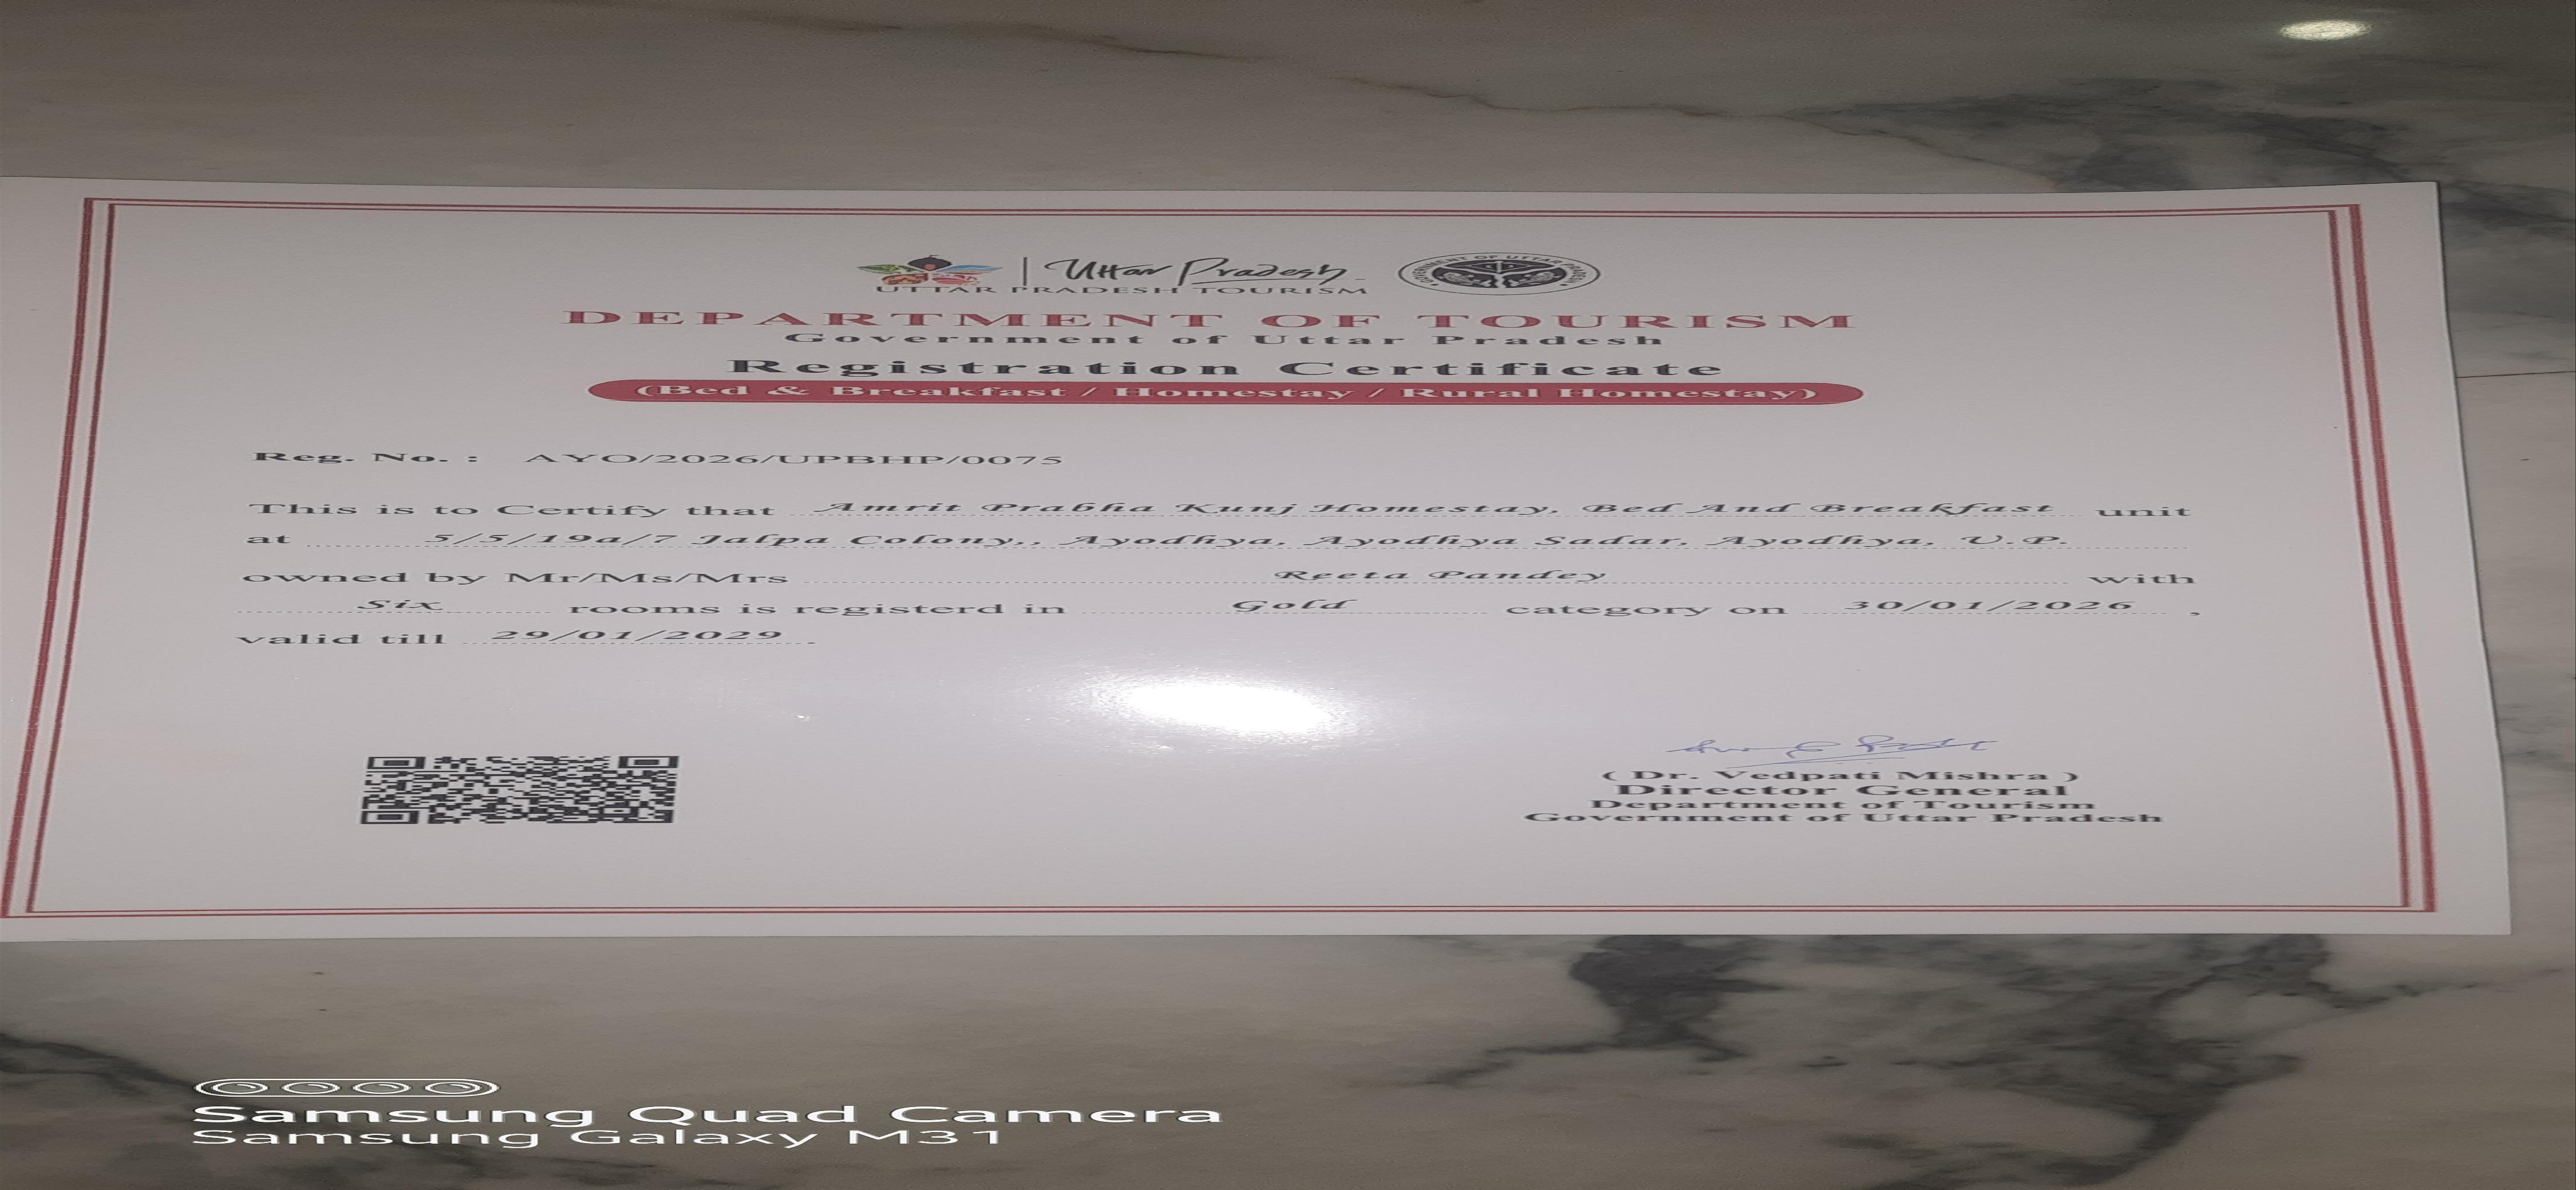 Uttar Pradesh
UTTAR PRADESH TOURISM
GOVERNMENT OF UTTAR PRADESH
DEPARTMENT OF TOURISM
Government of Uttar Pradesh
Registration Certificate
(Bed & Breakfast / Homestay / Rural Homestay)
Reg. No. : AYO/2026/UPBHP/0075
This is to Certify that Amrit Prabha Kunj Homestay, Bed And Breakfast unit
at 5/5/19a/7 Jalpa Colony,, Ayodhya, Ayodhya Sadar, Ayodhya, U.P.
owned by Mr/Ms/Mrs Reeta Pandey with
Six rooms is registerd in Gold category on 30/01/2026 ,
valid till 29/01/2029 .
( Dr. Vedpati Mishra )
Director General
Department of Tourism
Government of Uttar Pradesh
Samsung Quad Camera
Samsung Galaxy M31